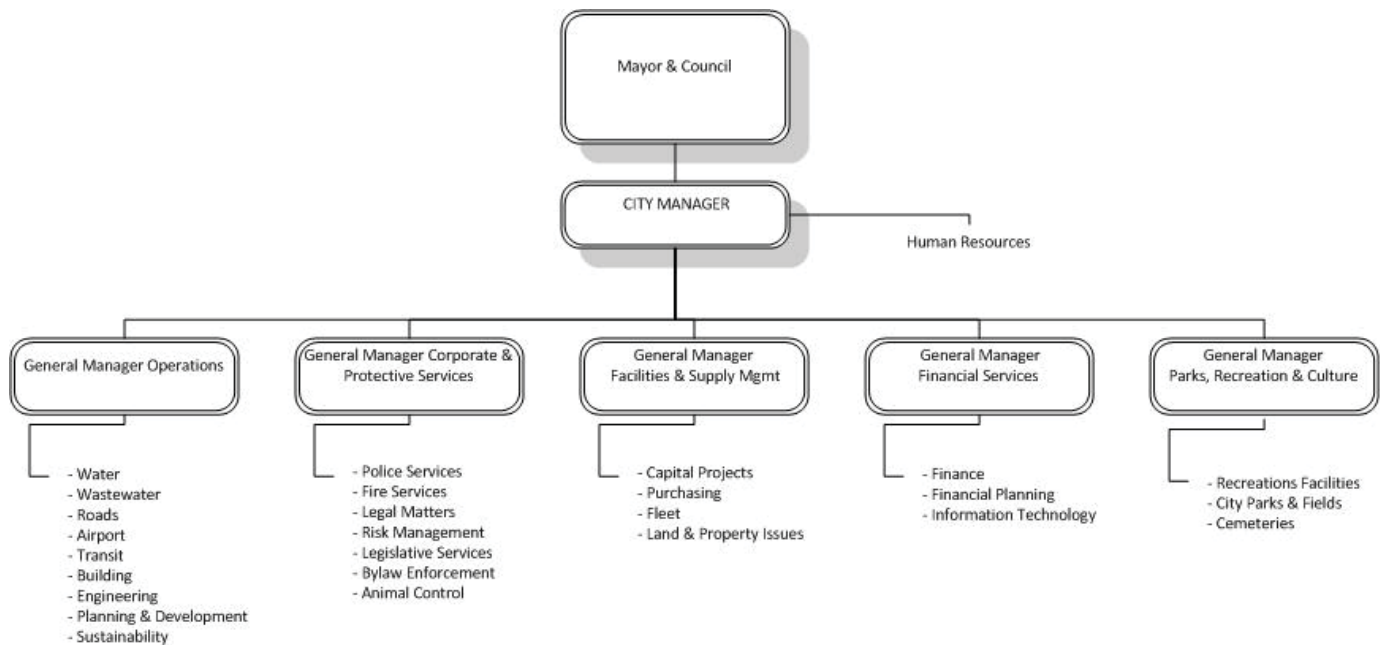 Mayor & Council
CITY MANAGER
Human Resources
General Manager Operations
- Water
- Wastewater
- Roads
- Airport
- Transit
- Building
- Engineering
- Planning & Development
- Sustainability
General Manager Corporate &
Protective Services
- Police Services
- Fire Services
- Legal Matters
- Risk Management
- Legislative Services
- Bylaw Enforcement
- Animal Control
General Manager
Facilities & Supply Mgmt
- Capital Projects
- Purchasing
- Fleet
- Land & Property Issues
General Manager
Financial Services
- Finance
- Financial Planning
- Information Technology
General Manager
Parks, Recreation & Culture
- Recreations Facilities
- City Parks & Fields
- Cemeteries